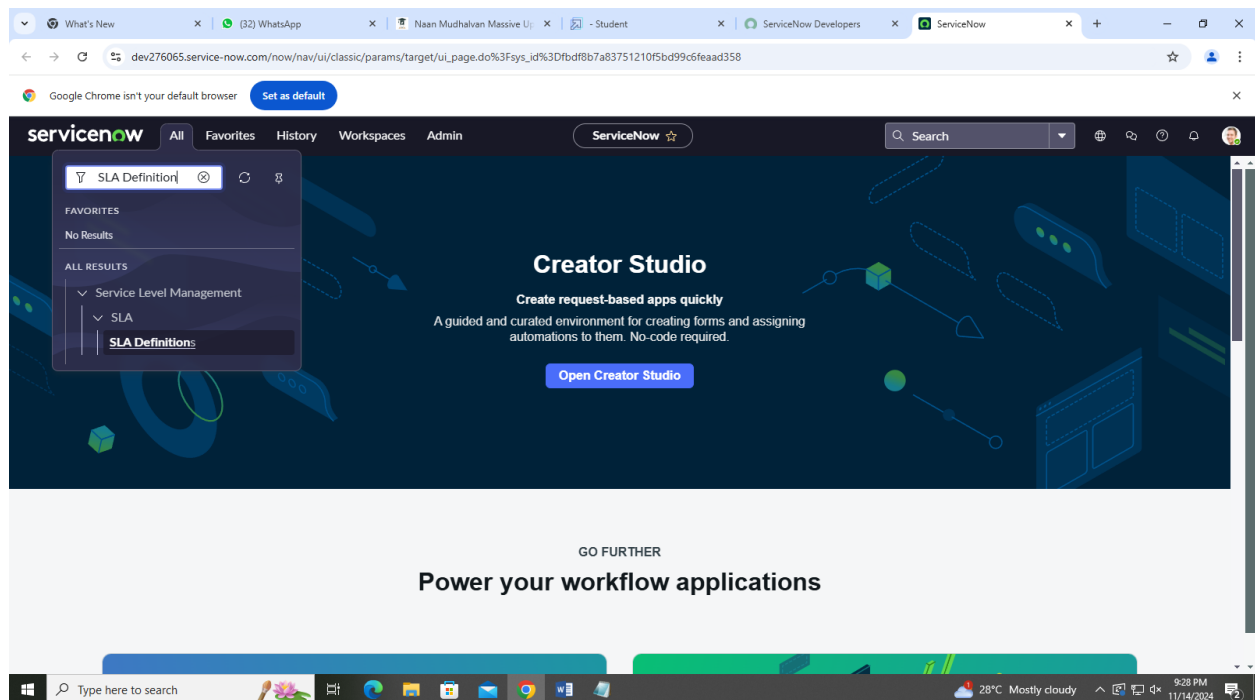 What's New
(32) WhatsApp
Naan Mudhalvan Massive Up
- Student
ServiceNow Developers
ServiceNow
dev276065.service-now.com/now/nav/ui/classic/params/target/ui_page.do%3Fsys_id%3Dfbdf8b7a83751210f5bd99c6feaad358
Google Chrome isn't your default browser Set as default
servicenow All Favorites History Workspaces Admin ServiceNow Search
SLA Definition
FAVORITES
No Results
ALL RESULTS
Service Level Management
SLA
SLA Definitions
Creator Studio
Create request-based apps quickly
A guided and curated environment for creating forms and assigning
automations to them. No-code required.
Open Creator Studio
GO FURTHER
Power your workflow applications
Type here to search
28°C Mostly cloudy
9:28 PM
11/14/2024
2